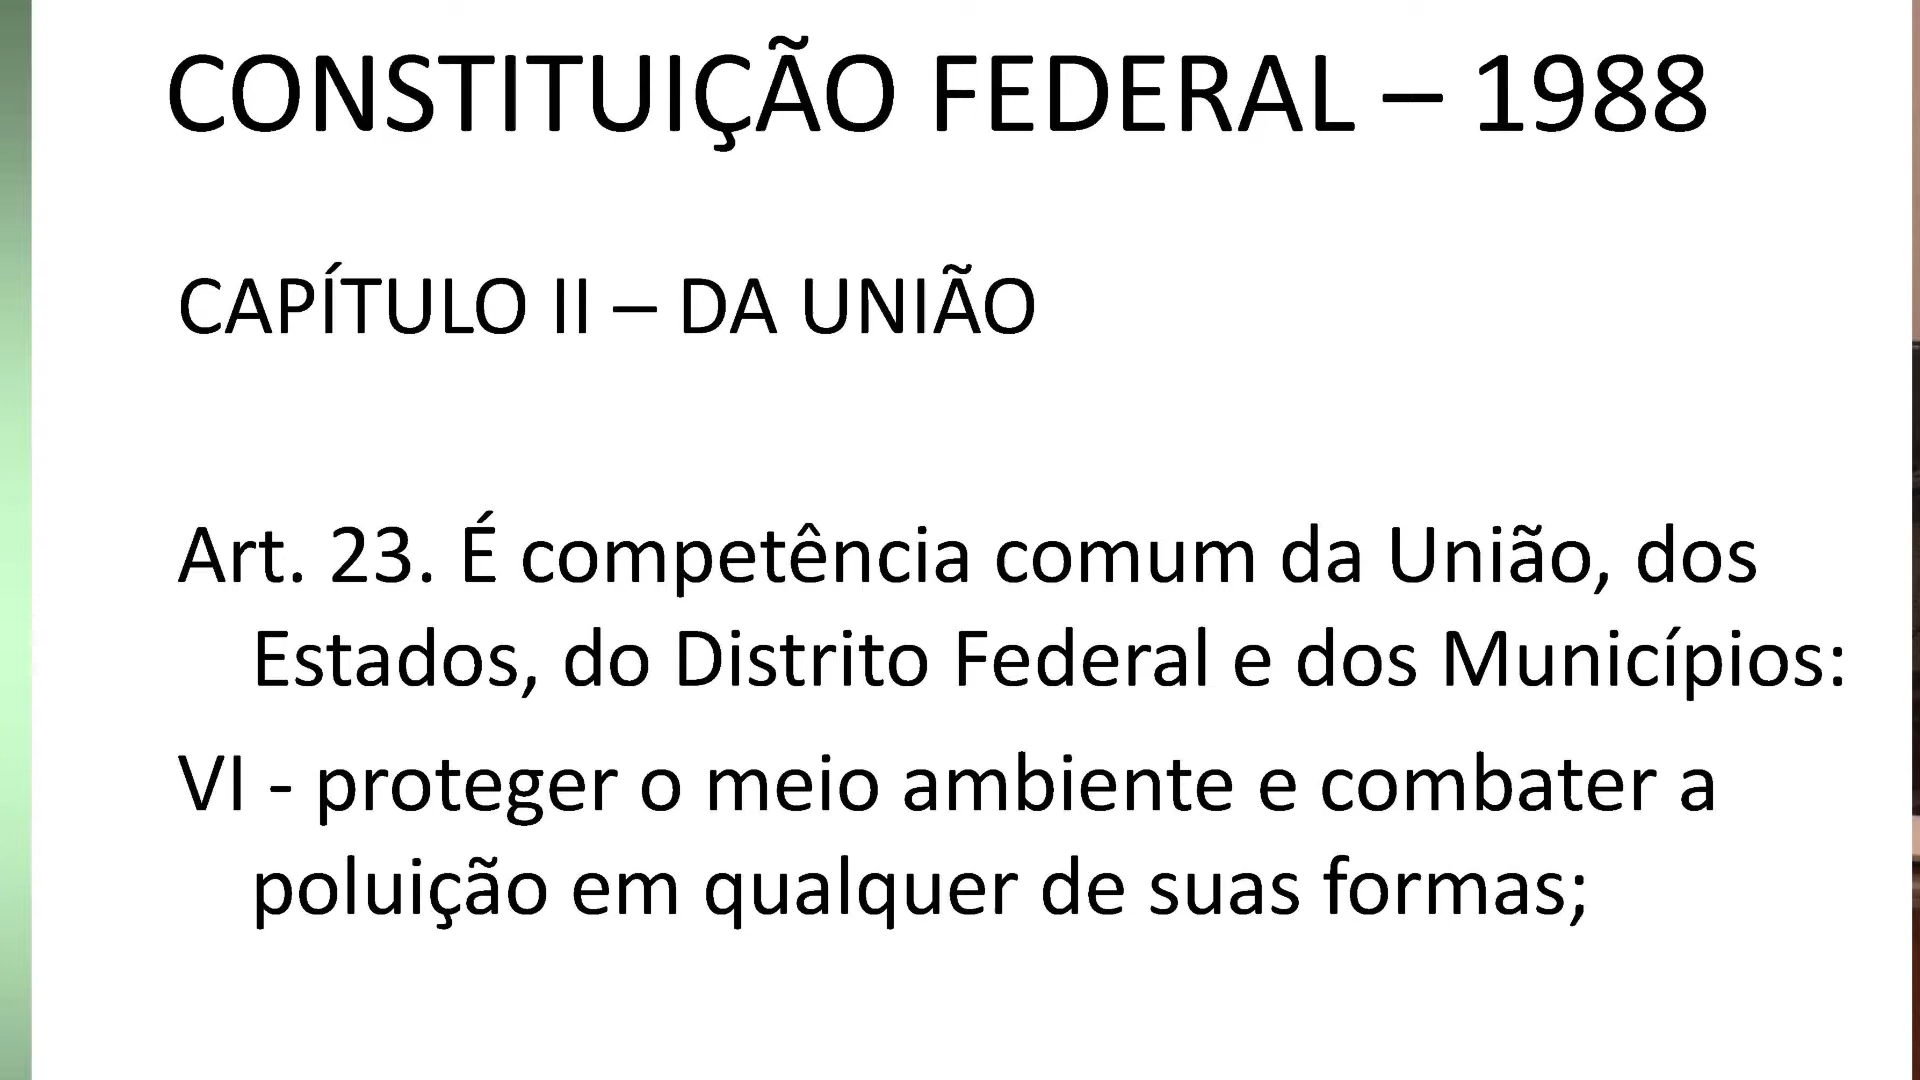 CONSTITUIÇÃO FEDERAL – 1988
CAPÍTULO II – DA UNIÃO
Art. 23. É competência comum da União, dos
Estados, do Distrito Federal e dos Municípios:
VI - proteger o meio ambiente e combater a
poluição em qualquer de suas formas;